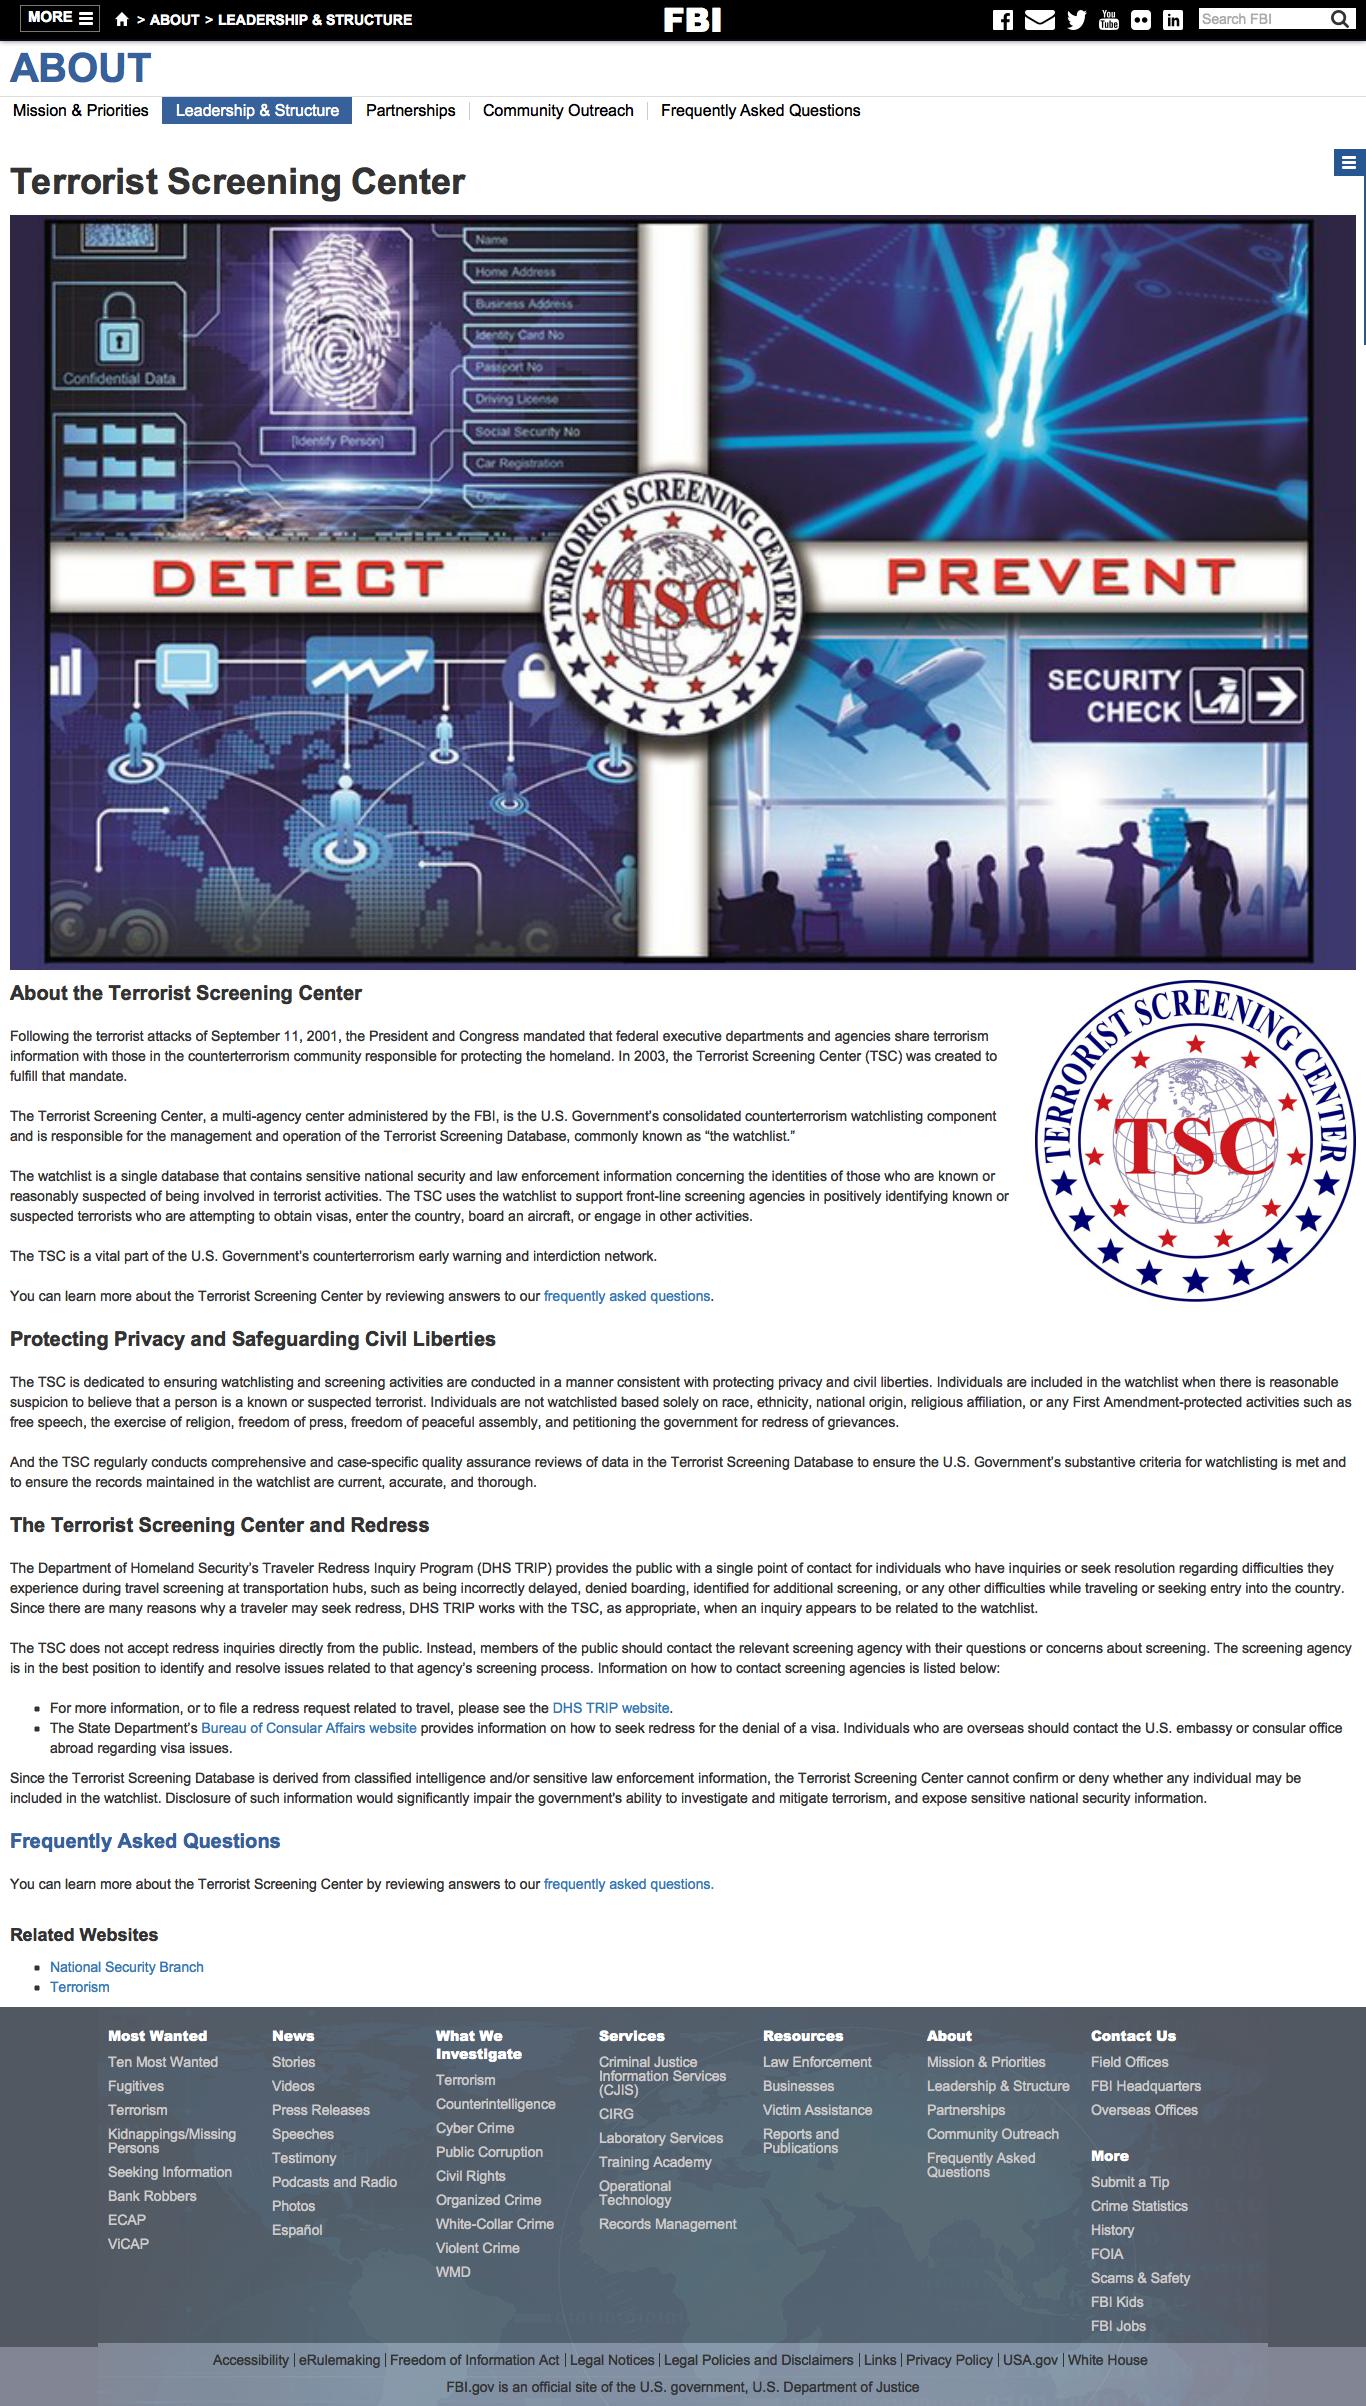 MORE
> ABOUT > LEADERSHIP & STRUCTURE
FBI
You Tube
in
Search FBI
ABOUT
Mission & Priorities
Leadership & Structure
Partnerships
Community Outreach
Frequently Asked Questions
Terrorist Screening Center
Confidential Data
[Identify Person]
Name
Home Address
Business Address
Identity Card No
Passport No
Driving License
Social Security No
Car Registration
Other
DETECT
TERRORIST SCREENING CENTER
TSC
PREVENT
SECURITY
CHECK
About the Terrorist Screening Center
Following the terrorist attacks of September 11, 2001, the President and Congress mandated that federal executive departments and agencies share terrorism
information with those in the counterterrorism community responsible for protecting the homeland. In 2003, the Terrorist Screening Center (TSC) was created to
fulfill that mandate.
The Terrorist Screening Center, a multi-agency center administered by the FBI, is the U.S. Government’s consolidated counterterrorism watchlisting component
and is responsible for the management and operation of the Terrorist Screening Database, commonly known as “the watchlist.”
The watchlist is a single database that contains sensitive national security and law enforcement information concerning the identities of those who are known or
reasonably suspected of being involved in terrorist activities. The TSC uses the watchlist to support front-line screening agencies in positively identifying known or
suspected terrorists who are attempting to obtain visas, enter the country, board an aircraft, or engage in other activities.
The TSC is a vital part of the U.S. Government’s counterterrorism early warning and interdiction network.
You can learn more about the Terrorist Screening Center by reviewing answers to our frequently asked questions.
TERRORIST SCREENING CENTER
TSC
Protecting Privacy and Safeguarding Civil Liberties
The TSC is dedicated to ensuring watchlisting and screening activities are conducted in a manner consistent with protecting privacy and civil liberties. Individuals are included in the watchlist when there is reasonable
suspicion to believe that a person is a known or suspected terrorist. Individuals are not watchlisted based solely on race, ethnicity, national origin, religious affiliation, or any First Amendment-protected activities such as
free speech, the exercise of religion, freedom of press, freedom of peaceful assembly, and petitioning the government for redress of grievances.
And the TSC regularly conducts comprehensive and case-specific quality assurance reviews of data in the Terrorist Screening Database to ensure the U.S. Government’s substantive criteria for watchlisting is met and
to ensure the records maintained in the watchlist are current, accurate, and thorough.
The Terrorist Screening Center and Redress
The Department of Homeland Security’s Traveler Redress Inquiry Program (DHS TRIP) provides the public with a single point of contact for individuals who have inquiries or seek resolution regarding difficulties they
experience during travel screening at transportation hubs, such as being incorrectly delayed, denied boarding, identified for additional screening, or any other difficulties while traveling or seeking entry into the country.
Since there are many reasons why a traveler may seek redress, DHS TRIP works with the TSC, as appropriate, when an inquiry appears to be related to the watchlist.
The TSC does not accept redress inquiries directly from the public. Instead, members of the public should contact the relevant screening agency with their questions or concerns about screening. The screening agency
is in the best position to identify and resolve issues related to that agency’s screening process. Information on how to contact screening agencies is listed below:
For more information, or to file a redress request related to travel, please see the DHS TRIP website.
The State Department’s Bureau of Consular Affairs website provides information on how to seek redress for the denial of a visa. Individuals who are overseas should contact the U.S. embassy or consular office
abroad regarding visa issues.
Since the Terrorist Screening Database is derived from classified intelligence and/or sensitive law enforcement information, the Terrorist Screening Center cannot confirm or deny whether any individual may be
included in the watchlist. Disclosure of such information would significantly impair the government's ability to investigate and mitigate terrorism, and expose sensitive national security information.
Frequently Asked Questions
You can learn more about the Terrorist Screening Center by reviewing answers to our frequently asked questions.
Related Websites
National Security Branch
Terrorism
Most Wanted
Ten Most Wanted
Fugitives
Terrorism
Kidnappings/Missing
Persons
Seeking Information
Bank Robbers
ECAP
ViCAP
News
Stories
Videos
Press Releases
Speeches
Testimony
Podcasts and Radio
Photos
Español
What We
Investigate
Terrorism
Counterintelligence
Cyber Crime
Public Corruption
Civil Rights
Organized Crime
White-Collar Crime
Violent Crime
WMD
Services
Criminal Justice
Information Services
(CJIS)
CIRG
Laboratory Services
Training Academy
Operational
Technology
Records Management
Resources
Law Enforcement
Businesses
Victim Assistance
Reports and
Publications
About
Mission & Priorities
Leadership & Structure
Partnerships
Community Outreach
Frequently Asked
Questions
Contact Us
Field Offices
FBI Headquarters
Overseas Offices
More
Submit a Tip
Crime Statistics
History
FOIA
Scams & Safety
FBI Kids
FBI Jobs
Accessibility | eRulemaking | Freedom of Information Act | Legal Notices | Legal Policies and Disclaimers | Links | Privacy Policy | USA.gov | White House
FBI.gov is an official site of the U.S. government, U.S. Department of Justice